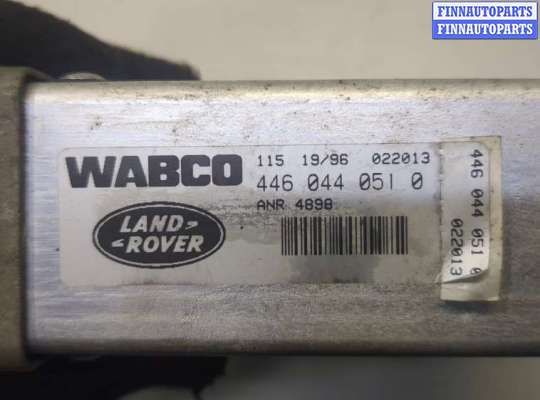 FINNAUTOPARTS
FINNAUTOPARTS
WABCO
115 19/96 022013
446 044 051 0
ANR 4898
LAND-
ROVER
446 044 051 0
022013